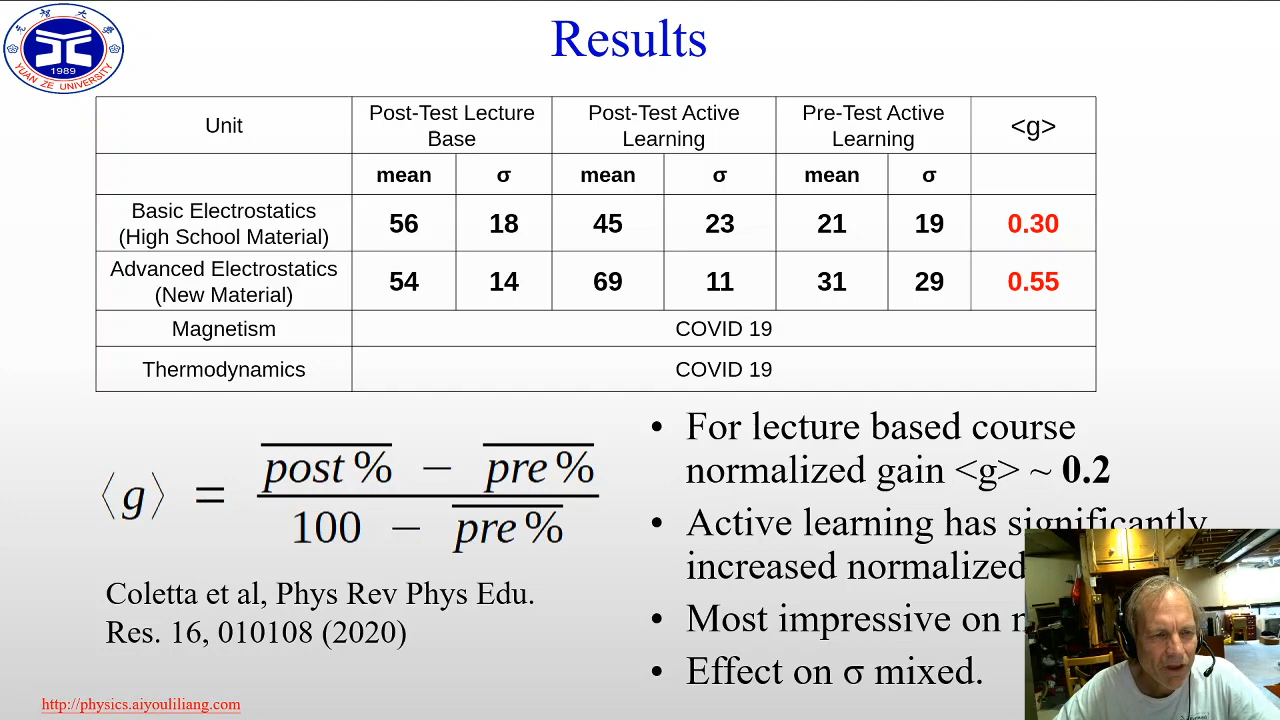 Results
1989
YUAN ZE UNIVERSITY
Unit
Post-Test Lecture
Base
Post-Test Active
Learning
Pre-Test Active
Learning
<g>
mean σ mean σ mean σ
Basic Electrostatics
(High School Material)
56 18 45 23 21 19 0.30
Advanced Electrostatics
(New Material)
54 14 69 11 31 29 0.55
Magnetism COVID 19
Thermodynamics COVID 19
⟨g⟩ = (post % − pre %) / (100 − pre %)
Coletta et al, Phys Rev Phys Edu.
Res. 16, 010108 (2020)
• For lecture based course
normalized gain <g> ~ 0.2
• Active learning has significantly
increased normalized
• Most impressive on
• Effect on σ mixed.
http://physics.aiyouliliang.com